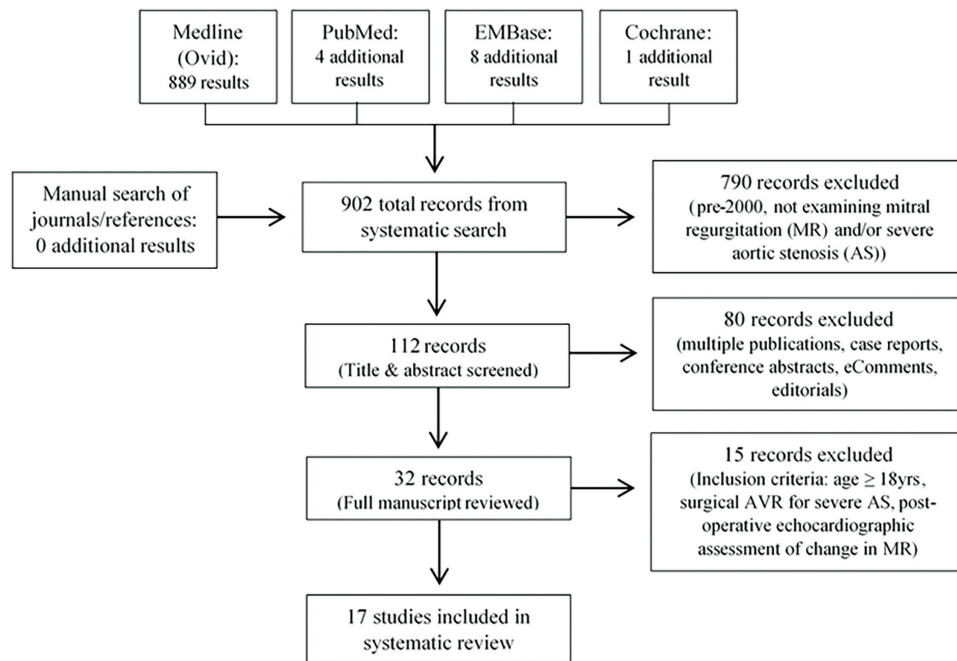 Medline
(Ovid):
889 results
PubMed:
4 additional
results
EMBase:
8 additional
results
Cochrane:
1 additional
result
Manual search of
journals/references:
0 additional results
902 total records from
systematic search
790 records excluded
(pre-2000, not examining mitral
regurgitation (MR) and/or severe
aortic stenosis (AS))
112 records
(Title & abstract screened)
80 records excluded
(multiple publications, case reports,
conference abstracts, eComments,
editorials)
32 records
(Full manuscript reviewed)
15 records excluded
(Inclusion criteria: age ≥ 18yrs,
surgical AVR for severe AS, post-
operative echocardiographic
assessment of change in MR)
17 studies included in
systematic review